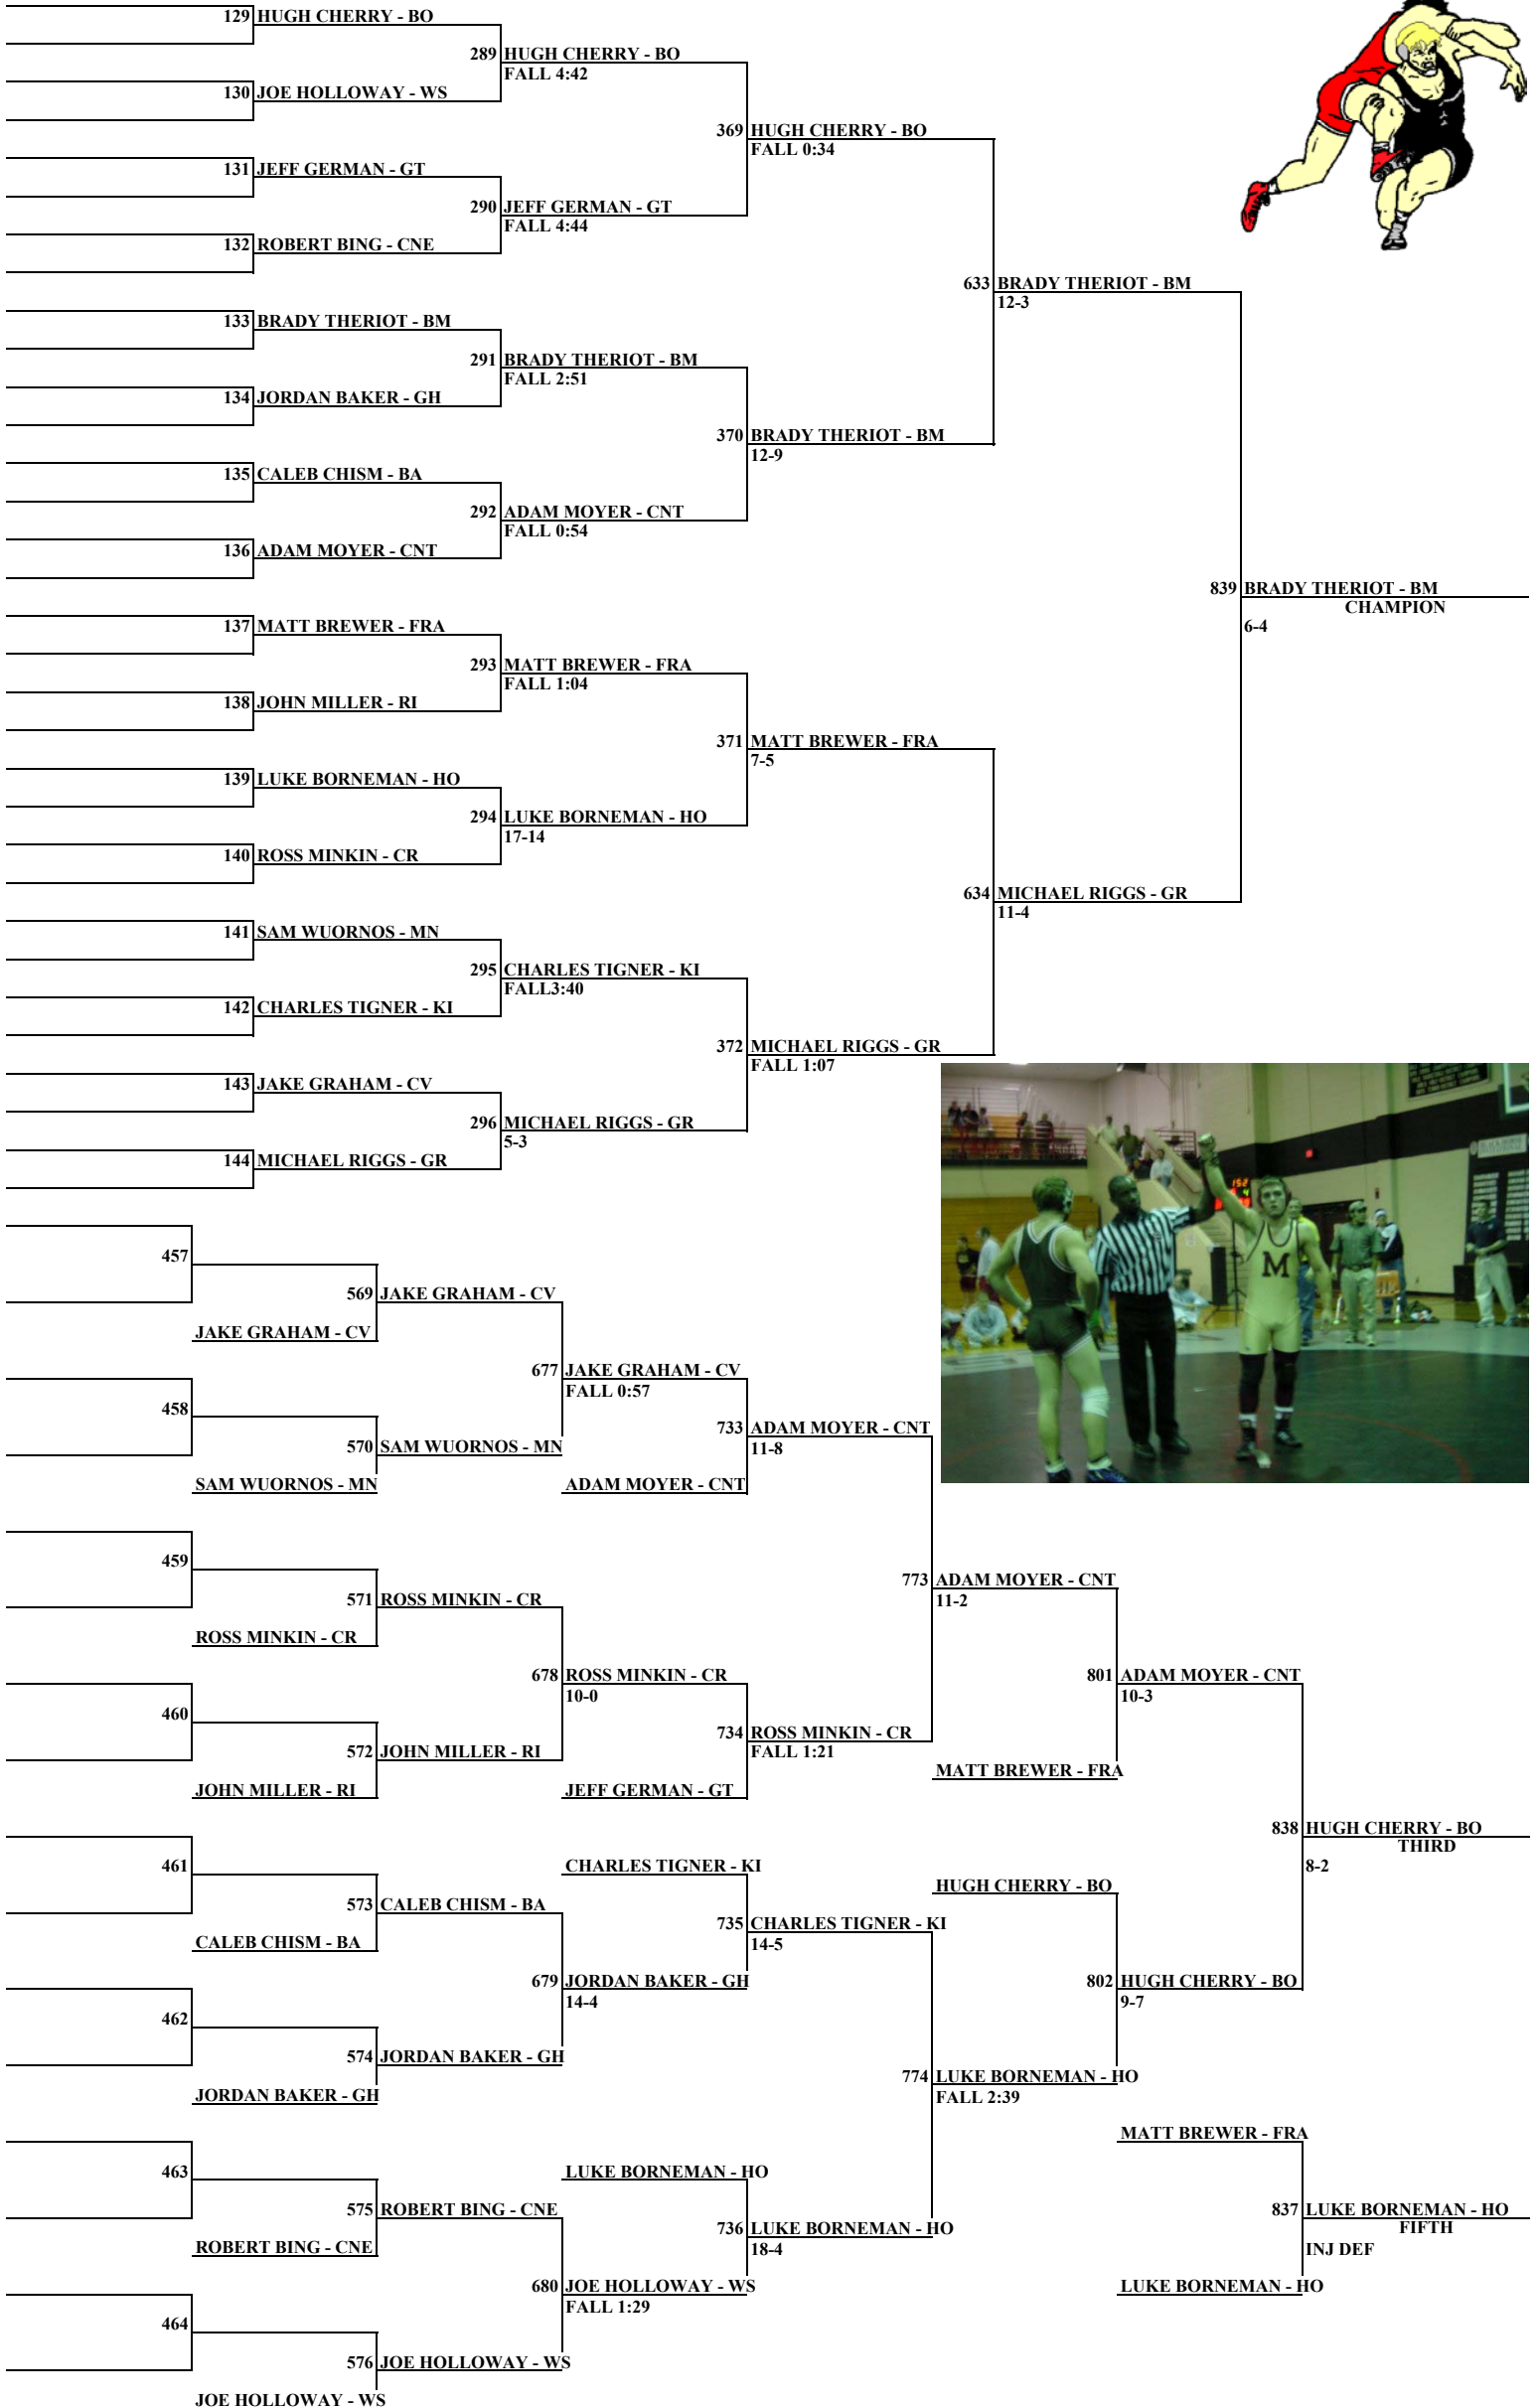 129 HUGH CHERRY - BO
289 HUGH CHERRY - BO
FALL 4:42
130 JOE HOLLOWAY - WS
369 HUGH CHERRY - BO
FALL 0:34
131 JEFF GERMAN - GT
290 JEFF GERMAN - GT
FALL 4:44
132 ROBERT BING - CNE
633 BRADY THERIOT - BM
12-3
133 BRADY THERIOT - BM
291 BRADY THERIOT - BM
FALL 2:51
134 JORDAN BAKER - GH
370 BRADY THERIOT - BM
12-9
135 CALEB CHISM - BA
292 ADAM MOYER - CNT
FALL 0:54
136 ADAM MOYER - CNT
839 BRADY THERIOT - BM
CHAMPION
6-4
137 MATT BREWER - FRA
293 MATT BREWER - FRA
FALL 1:04
138 JOHN MILLER - RI
371 MATT BREWER - FRA
7-5
139 LUKE BORNEMAN - HO
294 LUKE BORNEMAN - HO
17-14
140 ROSS MINKIN - CR
634 MICHAEL RIGGS - GR
11-4
141 SAM WUORNOS - MN
295 CHARLES TIGNER - KI
FALL3:40
142 CHARLES TIGNER - KI
372 MICHAEL RIGGS - GR
FALL 1:07
143 JAKE GRAHAM - CV
296 MICHAEL RIGGS - GR
5-3
144 MICHAEL RIGGS - GR
152
4
M
457
569 JAKE GRAHAM - CV
JAKE GRAHAM - CV
677 JAKE GRAHAM - CV
FALL 0:57
458
733 ADAM MOYER - CNT
11-8
570 SAM WUORNOS - MN
SAM WUORNOS - MN
ADAM MOYER - CNT
459
773 ADAM MOYER - CNT
11-2
571 ROSS MINKIN - CR
ROSS MINKIN - CR
678 ROSS MINKIN - CR
10-0
801 ADAM MOYER - CNT
10-3
460
734 ROSS MINKIN - CR
FALL 1:21
572 JOHN MILLER - RI
MATT BREWER - FRA
JOHN MILLER - RI
JEFF GERMAN - GT
838 HUGH CHERRY - BO
THIRD
8-2
461
CHARLES TIGNER - KI
HUGH CHERRY - BO
573 CALEB CHISM - BA
735 CHARLES TIGNER - KI
14-5
CALEB CHISM - BA
679 JORDAN BAKER - GH
14-4
802 HUGH CHERRY - BO
9-7
462
574 JORDAN BAKER - GH
774 LUKE BORNEMAN - HO
FALL 2:39
JORDAN BAKER - GH
MATT BREWER - FRA
463
LUKE BORNEMAN - HO
575 ROBERT BING - CNE
837 LUKE BORNEMAN - HO
FIFTH
INJ DEF
736 LUKE BORNEMAN - HO
18-4
ROBERT BING - CNE
680 JOE HOLLOWAY - WS
FALL 1:29
LUKE BORNEMAN - HO
464
576 JOE HOLLOWAY - WS
JOE HOLLOWAY - WS